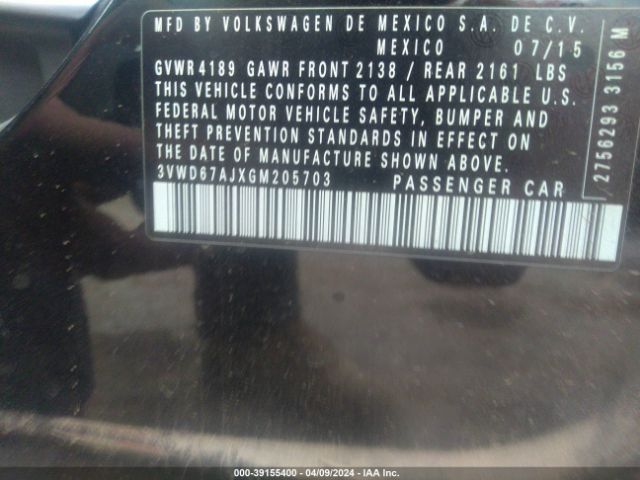 MFD BY VOLKSWAGEN DE MEXICO S.A. DE C.V.
MEXICO 07/15
GVWR4189 GAWR FRONT 2138 / REAR 2161 LBS
THIS VEHICLE CONFORMS TO ALL APPLICABLE U.S.
FEDERAL MOTOR VEHICLE SAFETY, BUMPER AND
THEFT PREVENTION STANDARDS IN EFFECT ON
THE DATE OF MANUFACTURE SHOWN ABOVE.
3VWD67AJXGM205703 PASSENGER CAR
2756293 3156 M
000-39155400 - 04/09/2024 - IAA Inc.